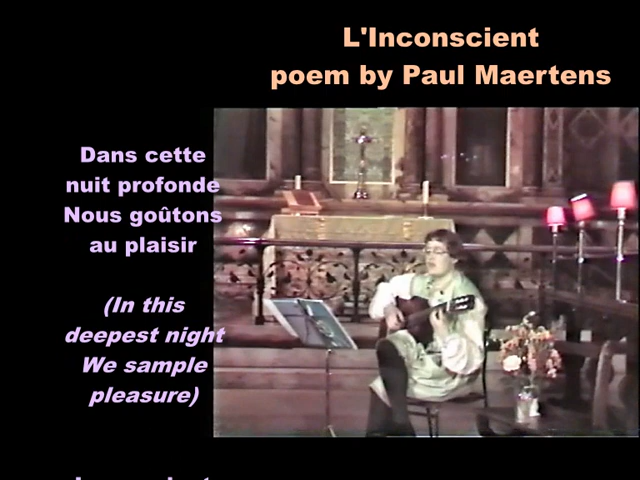 L'Inconscient
poem by Paul Maertens
Dans cette
nuit profonde
Nous goûtons
au plaisir
(In this
deepest night
We sample
pleasure)